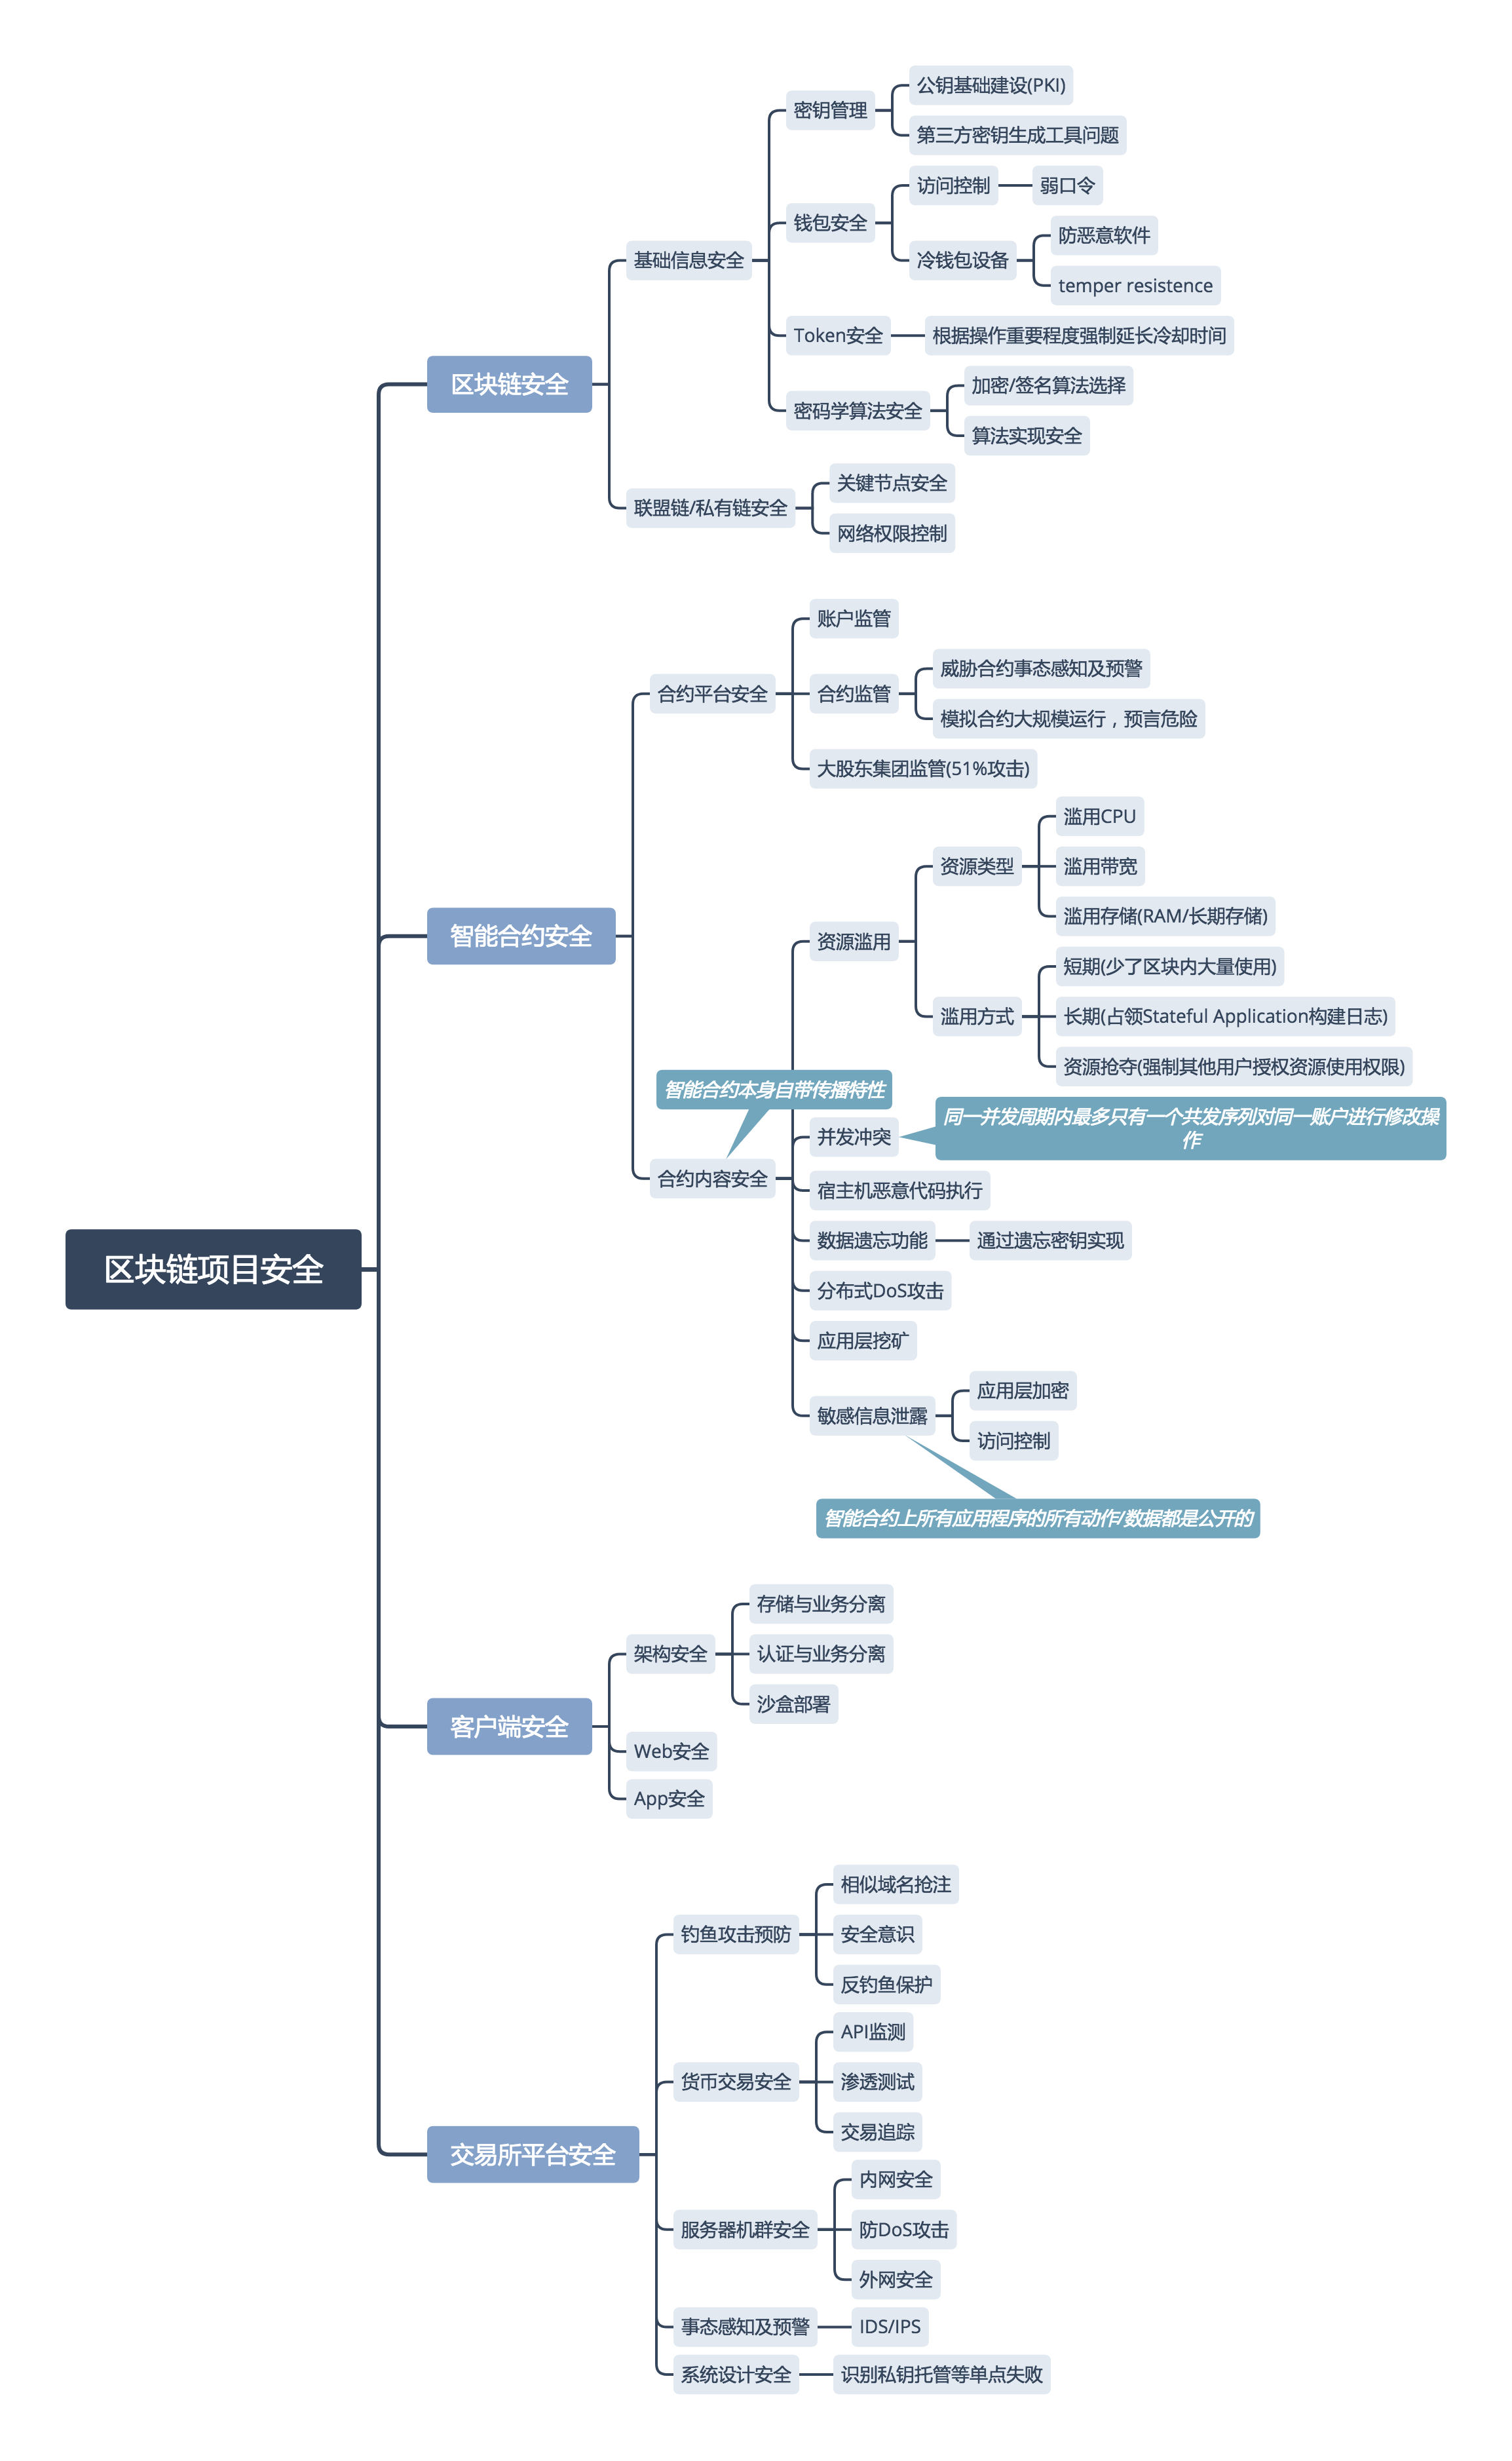 区块链项目安全
区块链安全
基础信息安全
密钥管理
公钥基础建设(PKI)
第三方密钥生成工具问题
钱包安全
访问控制
弱口令
冷钱包设备
防恶意软件
temper resistence
Token安全
根据操作重要程度强制延长冷却时间
密码学算法安全
加密/签名算法选择
算法实现安全
联盟链/私有链安全
关键节点安全
网络权限控制
智能合约安全
合约平台安全
账户监管
合约监管
威胁合约事态感知及预警
模拟合约大规模运行，预言危险
大股东集团监管(51%攻击)
合约内容安全
智能合约本身自带传播特性
资源滥用
资源类型
滥用CPU
滥用带宽
滥用存储(RAM/长期存储)
滥用方式
短期(少了区块内大量使用)
长期(占领Stateful Application构建日志)
资源抢夺(强制其他用户授权资源使用权限)
并发冲突
同一并发周期内最多只有一个共发序列对同一账户进行修改操
作
宿主机恶意代码执行
数据遗忘功能
通过遗忘密钥实现
分布式DoS攻击
应用层挖矿
敏感信息泄露
应用层加密
访问控制
智能合约上所有应用程序的所有动作/数据都是公开的
客户端安全
架构安全
存储与业务分离
认证与业务分离
沙盒部署
Web安全
App安全
交易所平台安全
钓鱼攻击预防
相似域名抢注
安全意识
反钓鱼保护
货币交易安全
API监测
渗透测试
交易追踪
服务器机群安全
内网安全
防DoS攻击
外网安全
事态感知及预警
IDS/IPS
系统设计安全
识别私钥托管等单点失败